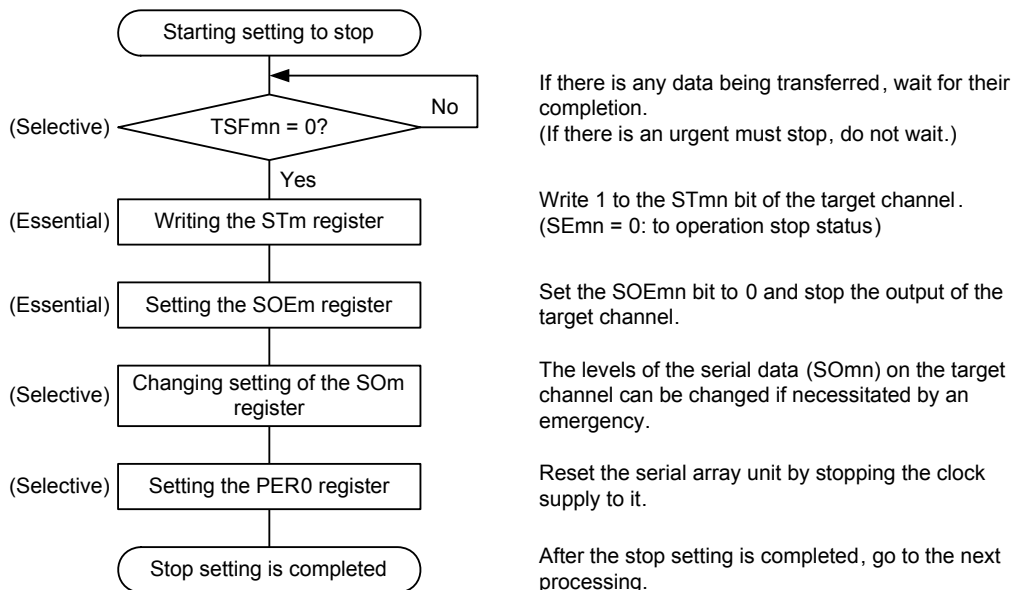 Starting setting to stop
If there is any data being transferred, wait for their
completion.
(If there is an urgent must stop, do not wait.)
(Selective)
TSFmn = 0?
No
Yes
(Essential)
Writing the STm register
Write 1 to the STmn bit of the target channel.
(SEmn = 0: to operation stop status)
(Essential)
Setting the SOEm register
Set the SOEmn bit to 0 and stop the output of the
target channel.
(Selective)
Changing setting of the SOm
register
The levels of the serial data (SOmn) on the target
channel can be changed if necessitated by an
emergency.
(Selective)
Setting the PER0 register
Reset the serial array unit by stopping the clock
supply to it.
Stop setting is completed
After the stop setting is completed, go to the next
processing.